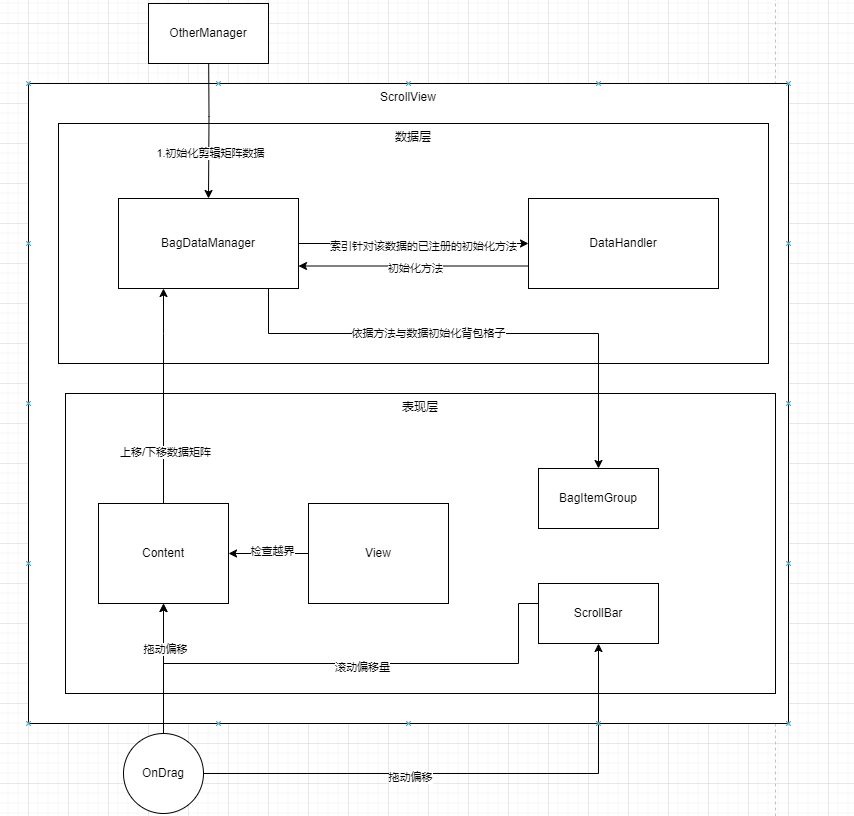 OtherManager
ScrollView
数据层
1.初始化剪辑矩阵数据
BagDataManager
索引针对该数据的已注册的初始化方法
DataHandler
初始化方法
依据方法与数据初始化背包格子
表现层
上移/下移数据矩阵
BagItemGroup
Content
检查越界
View
ScrollBar
拖动偏移
滚动偏移量
OnDrag
拖动偏移